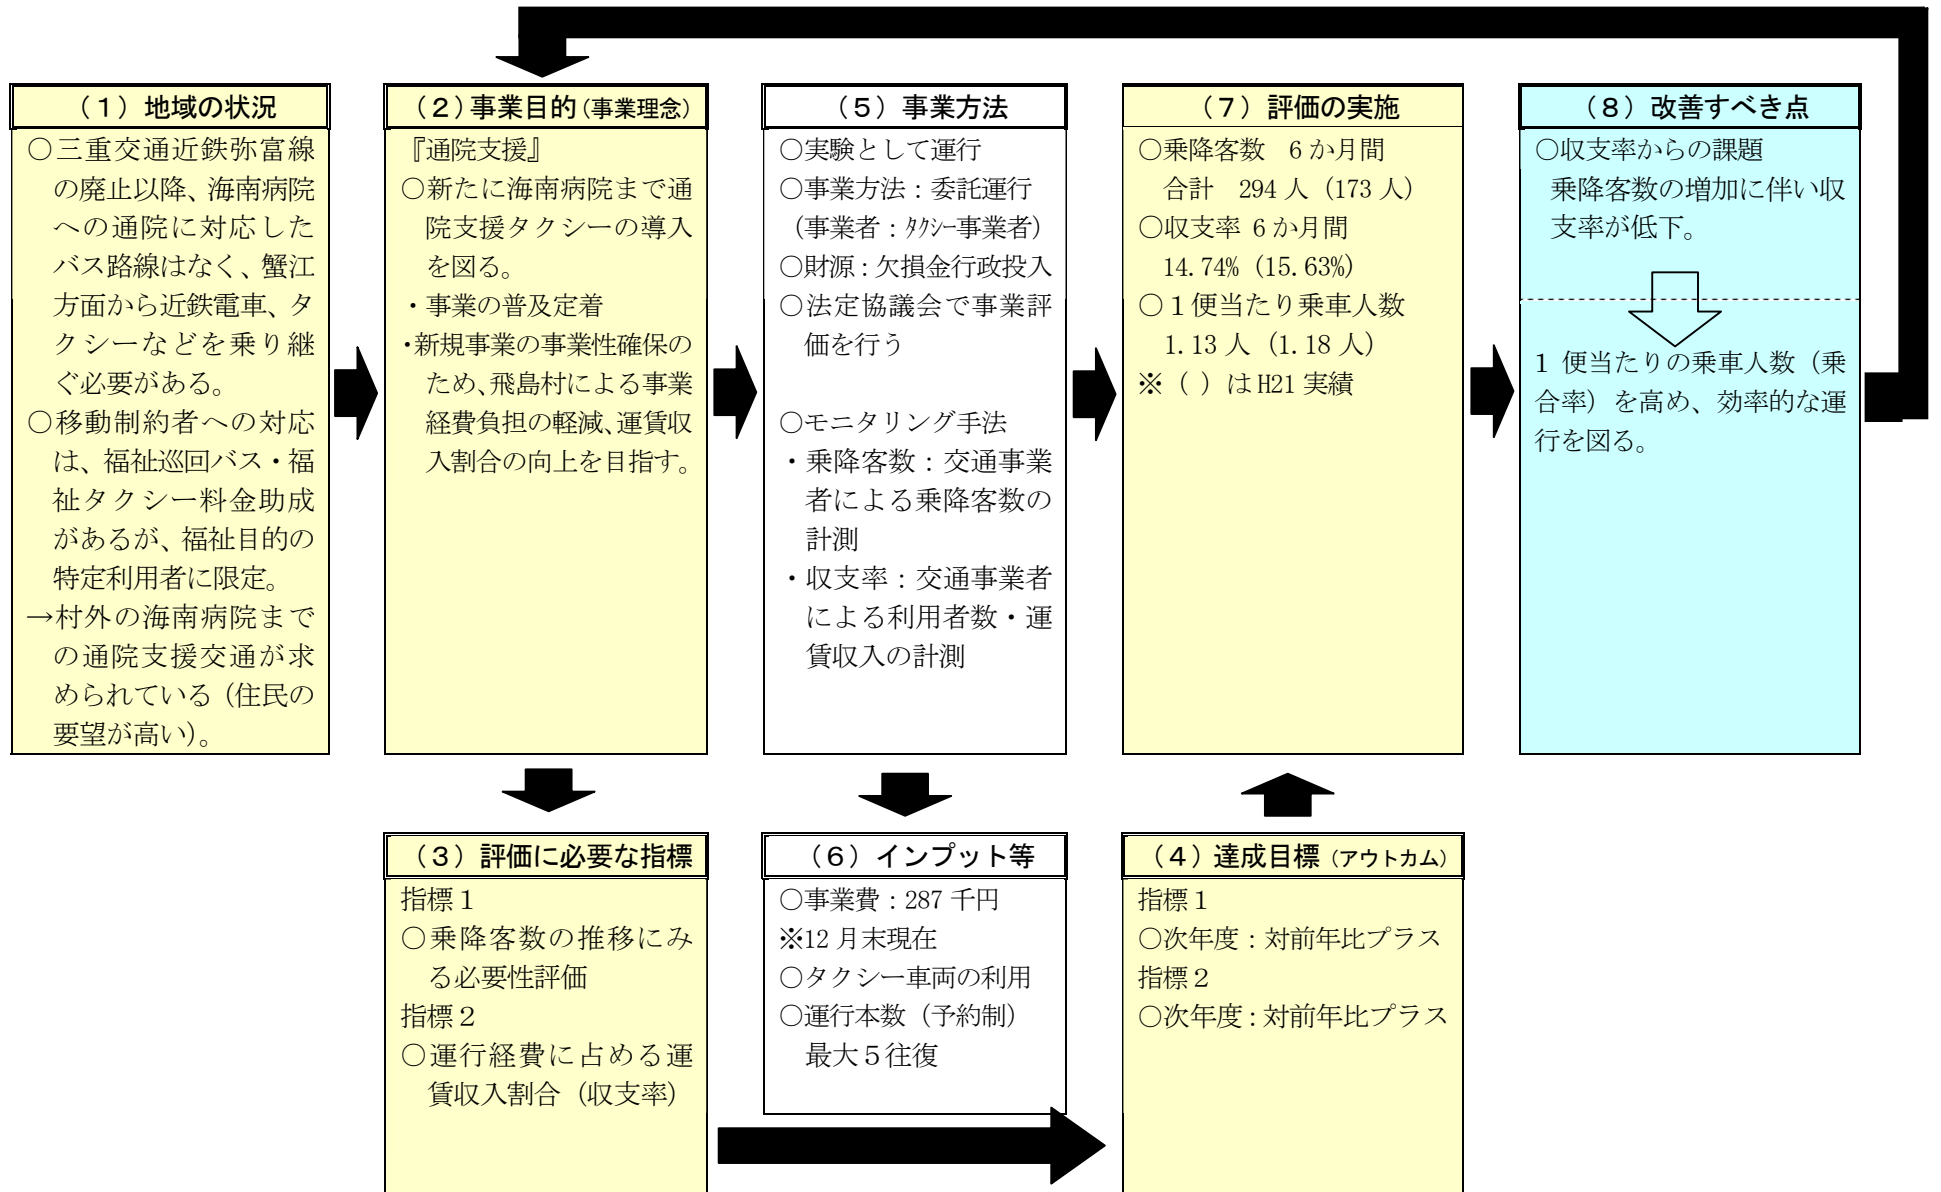 （１）地域の状況
○三重交通近鉄弥富線
の廃止以降、海南病院
への通院に対応した
バス路線はなく、蟹江
方面から近鉄電車、タ
クシーなどを乗り継
ぐ必要がある。
○移動制約者への対応
は、福祉巡回バス・福
祉タクシー料金助成
があるが、福祉目的の
特定利用者に限定。
→村外の海南病院まで
の通院支援交通が求
められている（住民の
要望が高い）。
（２）事業目的（事業理念）
『通院支援』
○新たに海南病院まで通
院支援タクシーの導入
を図る。
・事業の普及定着
・新規事業の事業性確保の
ため、飛島村による事業
経費負担の軽減、運賃収
入割合の向上を目指す。
（３）評価に必要な指標
指標１
○乗降客数の推移にみ
る必要性評価
指標２
○運行経費に占める運
賃収入割合（収支率）
（５）事業方法
○実験として運行
○事業方法：委託運行
（事業者：ﾀｸｼｰ事業者）
○財源：欠損金行政投入
○法定協議会で事業評
価を行う
○モニタリング手法
・乗降客数：交通事業
者による乗降客数の
計測
・収支率：交通事業者
による利用者数・運
賃収入の計測
（６）インプット等
○事業費：287 千円
※12 月末現在
○タクシー車両の利用
○運行本数（予約制）
最大５往復
（７）評価の実施
○乗降客数 ６か月間
合計 294 人（173 人）
○収支率 ６か月間
14.74%（15.63%）
○１便当たり乗車人数
1.13 人（1.18 人）
※（ ）は H21 実績
（４）達成目標（アウトカム）
指標１
○次年度：対前年比プラス
指標２
○次年度：対前年比プラス
（８）改善すべき点
○収支率からの課題
乗降客数の増加に伴い収
支率が低下。
1 便当たりの乗車人数（乗
合率）を高め、効率的な運
行を図る。